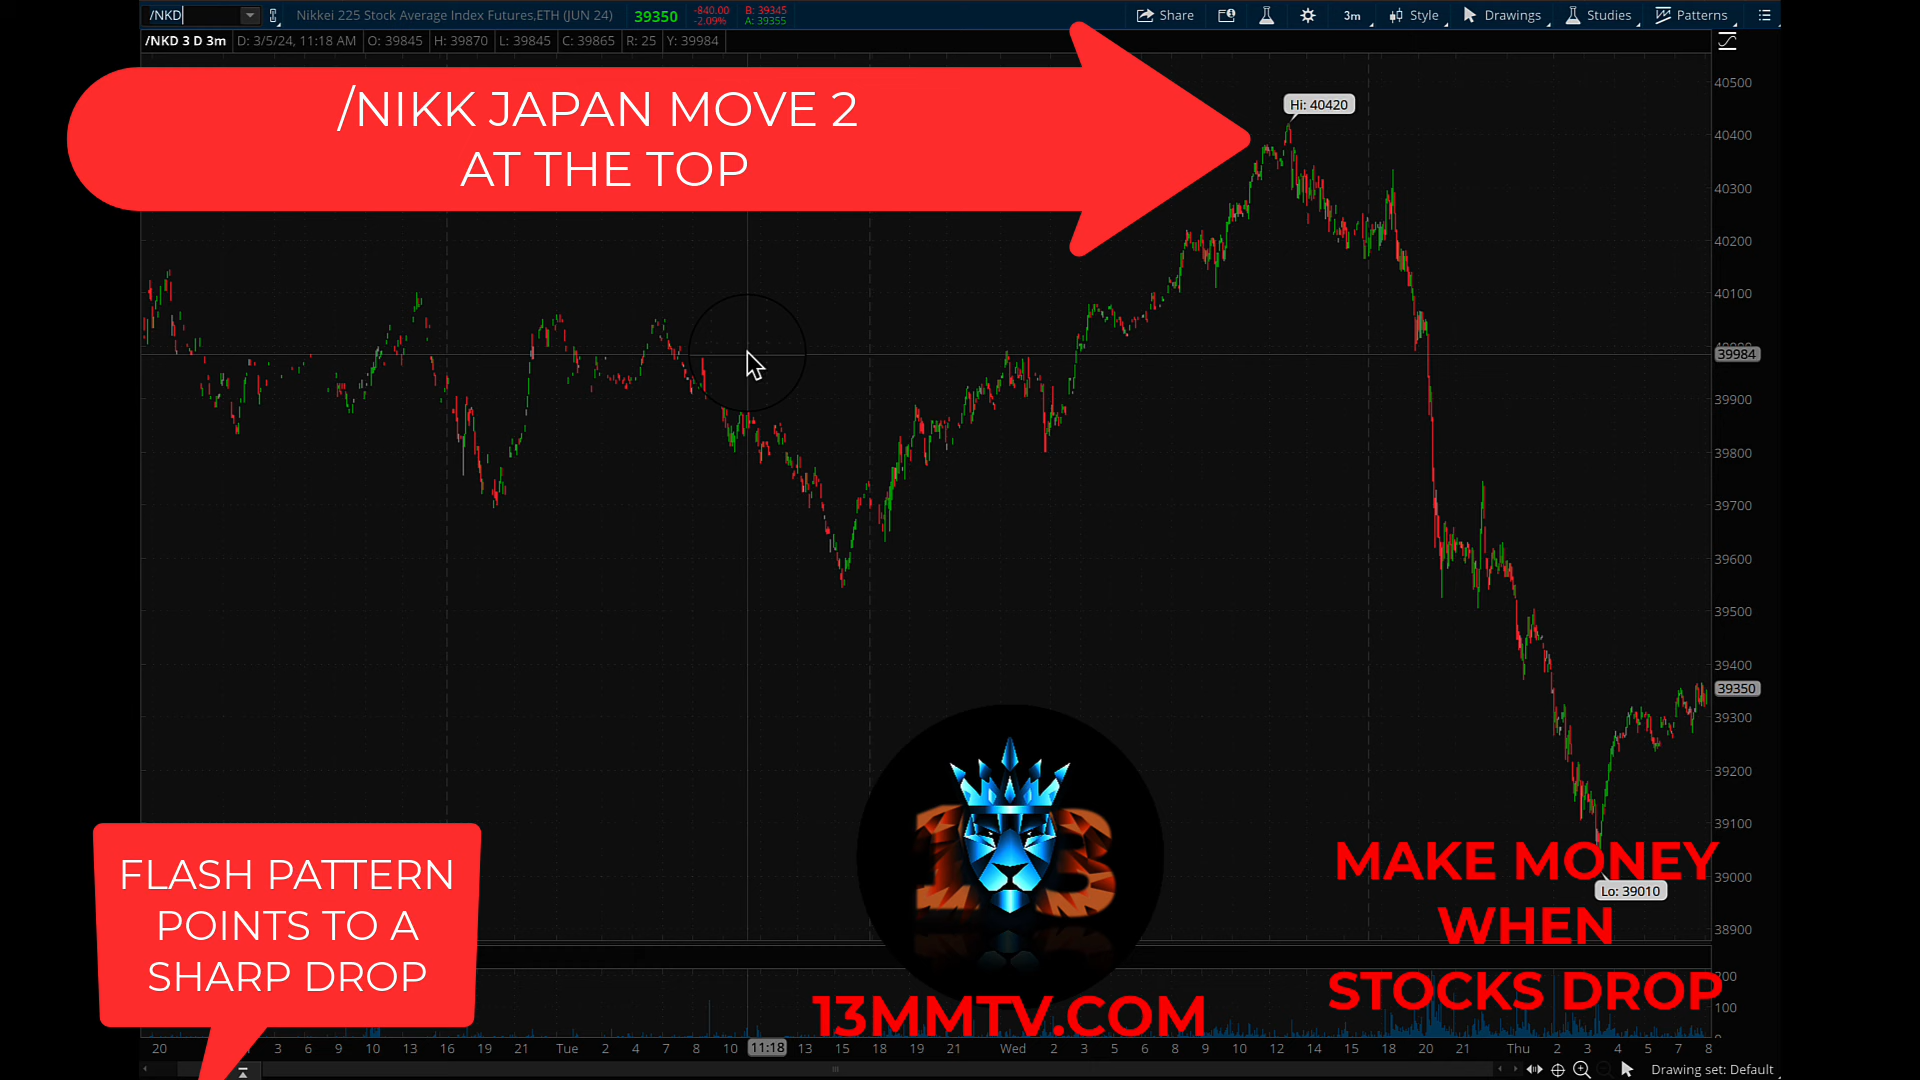 /NKD
Nikkei 225 Stock Average Index Futures,ETH (JUN 24)
39350
-840.00
-2.09%
B: 39345
A: 39355
Share
3m
Style
Drawings
Studies
Patterns
/NKD 3 D 3m
D: 3/5/24, 11:18 AM
O: 39845
H: 39870
L: 39845
C: 39865
R: 25
Y: 39984
/NIKK JAPAN MOVE 2
AT THE TOP
Hi: 40420
40500
40400
40300
40200
40100
39984
39900
39800
39700
39600
39500
39400
39350
39300
39200
39100
39000
38900
Lo: 39010
FLASH PATTERN
POINTS TO A
SHARP DROP
13
13MMTV.COM
MAKE MONEY
WHEN
STOCKS DROP
200
100
20 3 6 9 10 13 16 19 21 Tue 2 4 7 8 10 11:18 13 15 18 19 21 Wed 2 3 5 6 8 9 10 12 14 15 18 20 21 Thu 2 3 4 5 7 8
Drawing set: Default